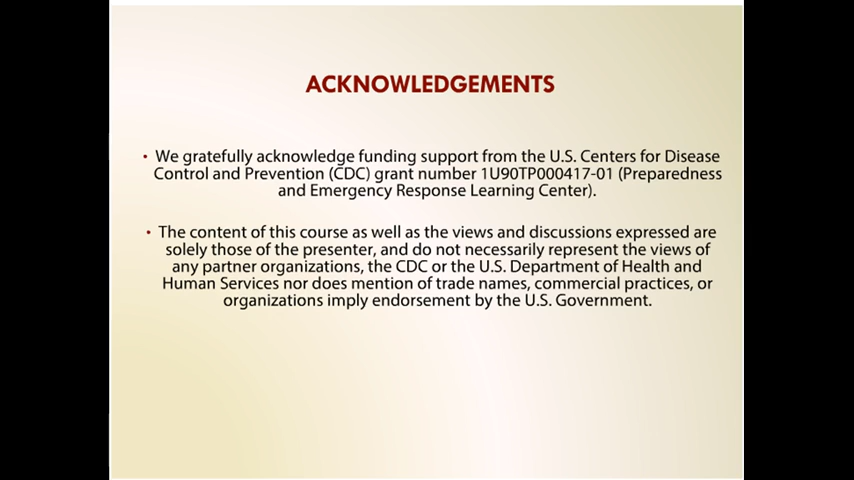 ACKNOWLEDGEMENTS
• We gratefully acknowledge funding support from the U.S. Centers for Disease
Control and Prevention (CDC) grant number 1U90TP000417-01 (Preparedness
and Emergency Response Learning Center).
• The content of this course as well as the views and discussions expressed are
solely those of the presenter, and do not necessarily represent the views of
any partner organizations, the CDC or the U.S. Department of Health and
Human Services nor does mention of trade names, commercial practices, or
organizations imply endorsement by the U.S. Government.